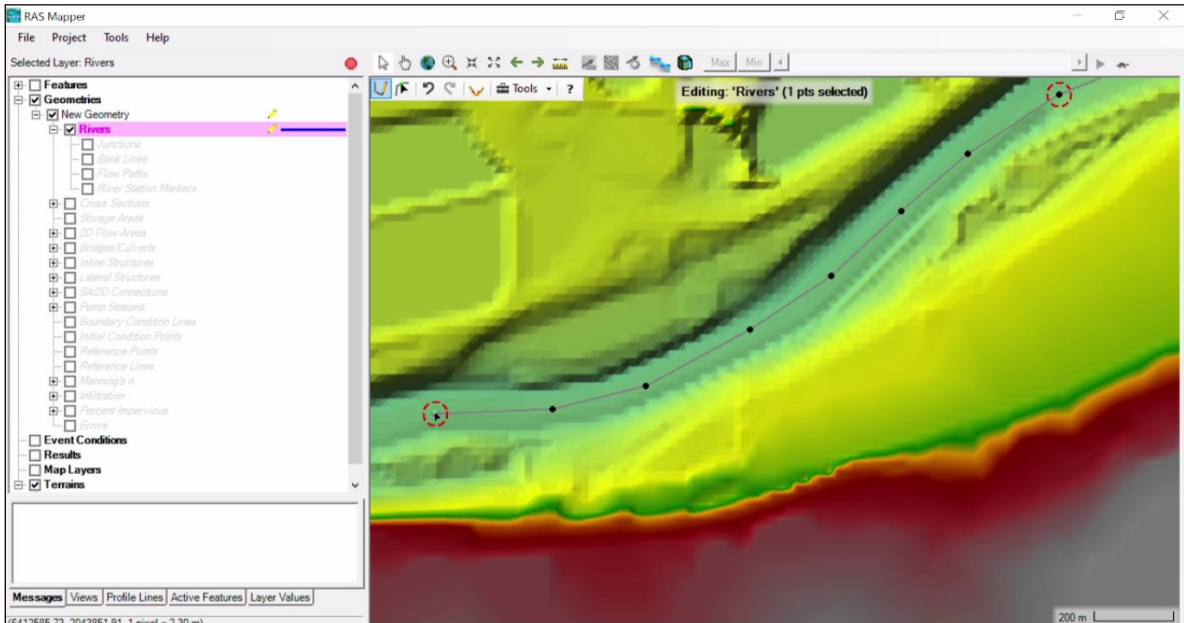 RAS Mapper
File Project Tools Help
Selected Layer: Rivers
Max Min
Features
Geometries
New Geometry
Rivers
Junctions
Bank Lines
Flow Paths
River Station Markers
Cross Sections
Storage Areas
2D Flow Areas
Bridges/Culverts
Inline Structures
Lateral Structures
SA/2D Connections
Pump Stations
Boundary Condition Lines
Initial Condition Points
Reference Points
Reference Lines
Manning's n
Infiltration
Percent Impervious
Errors
Event Conditions
Results
Map Layers
Terrains
Tools ?
Editing: 'Rivers' (1 pts selected)
200 m
Messages Views Profile Lines Active Features Layer Values